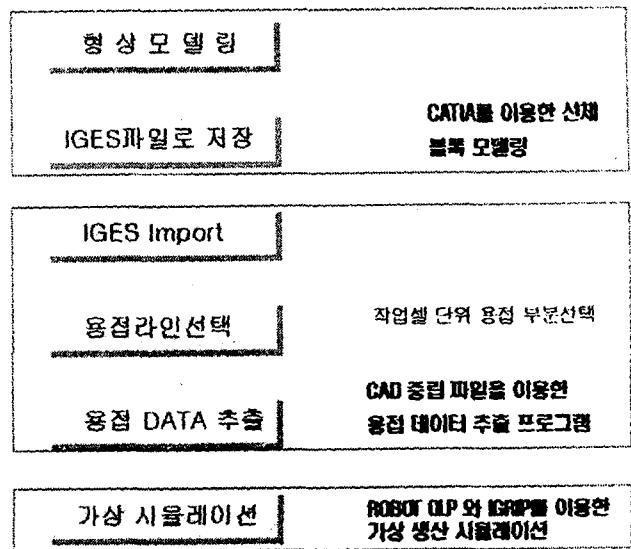 형 상 모 델 링
IGES파일로 저장
CATIA를 이용한 선체
블록 모델링
IGES Import
용접라인선택
작업셀 단위 용접 부분선택
용접 DATA 추출
CAD 중립 파일을 이용한
용접 데이터 추출 프로그램
가상 시뮬레이션
ROBOT OLP 와 IGRIP를 이용한
가상 생산 시뮬레이션